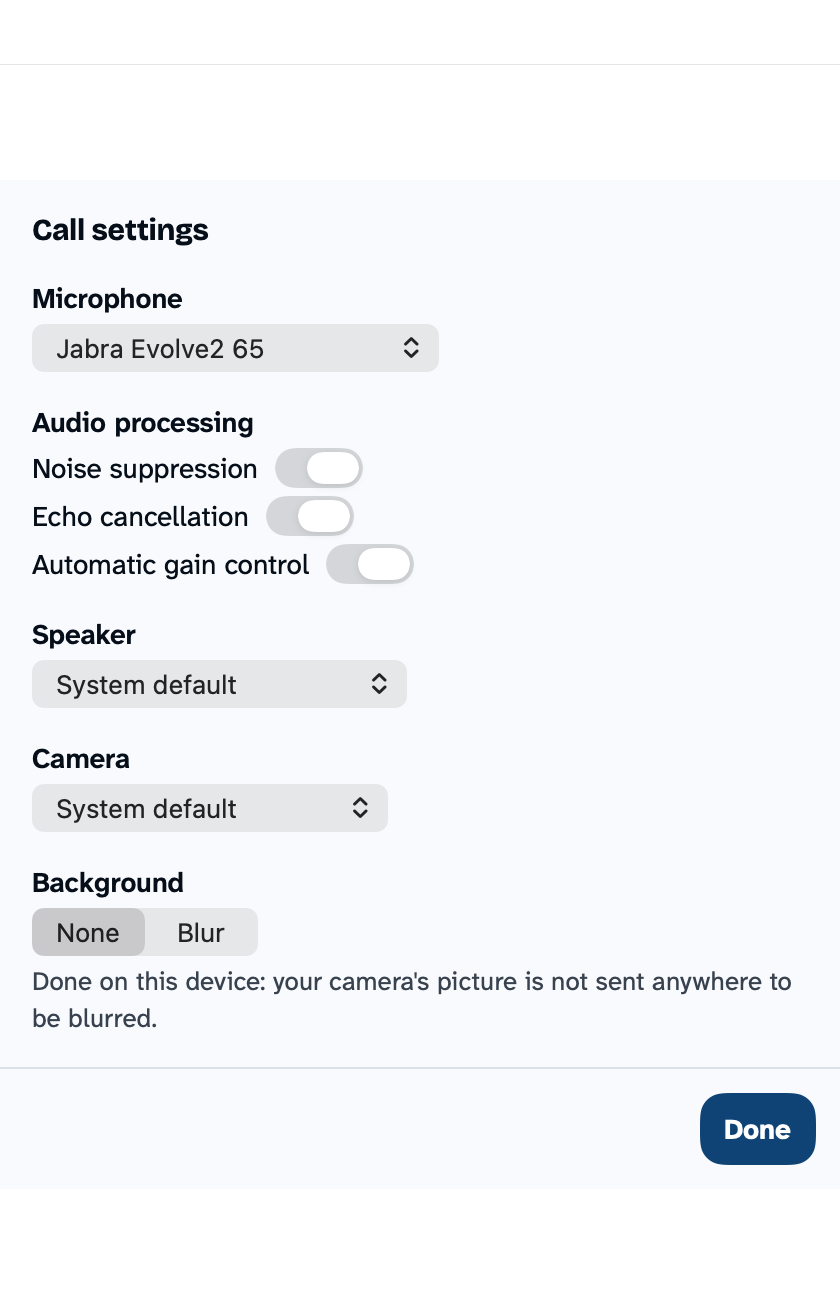 Call settings
Microphone
Jabra Evolve2 65
Audio processing
Noise suppression
Echo cancellation
Automatic gain control
Speaker
System default
Camera
System default
Background
None Blur
Done on this device: your camera's picture is not sent anywhere to
be blurred.
Done